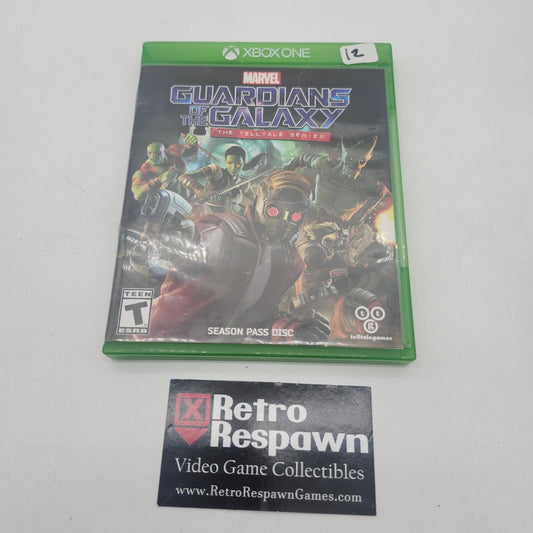 XBOX ONE
12
MARVEL
GUARDIANS
OF THE GALAXY
THE TELLTALE SERIES
TEEN
T
ESRB
SEASON PASS DISC
t t g
telltalegames
X Retro
Respawn
Video Game Collectibles
www.RetroRespawnGames.com